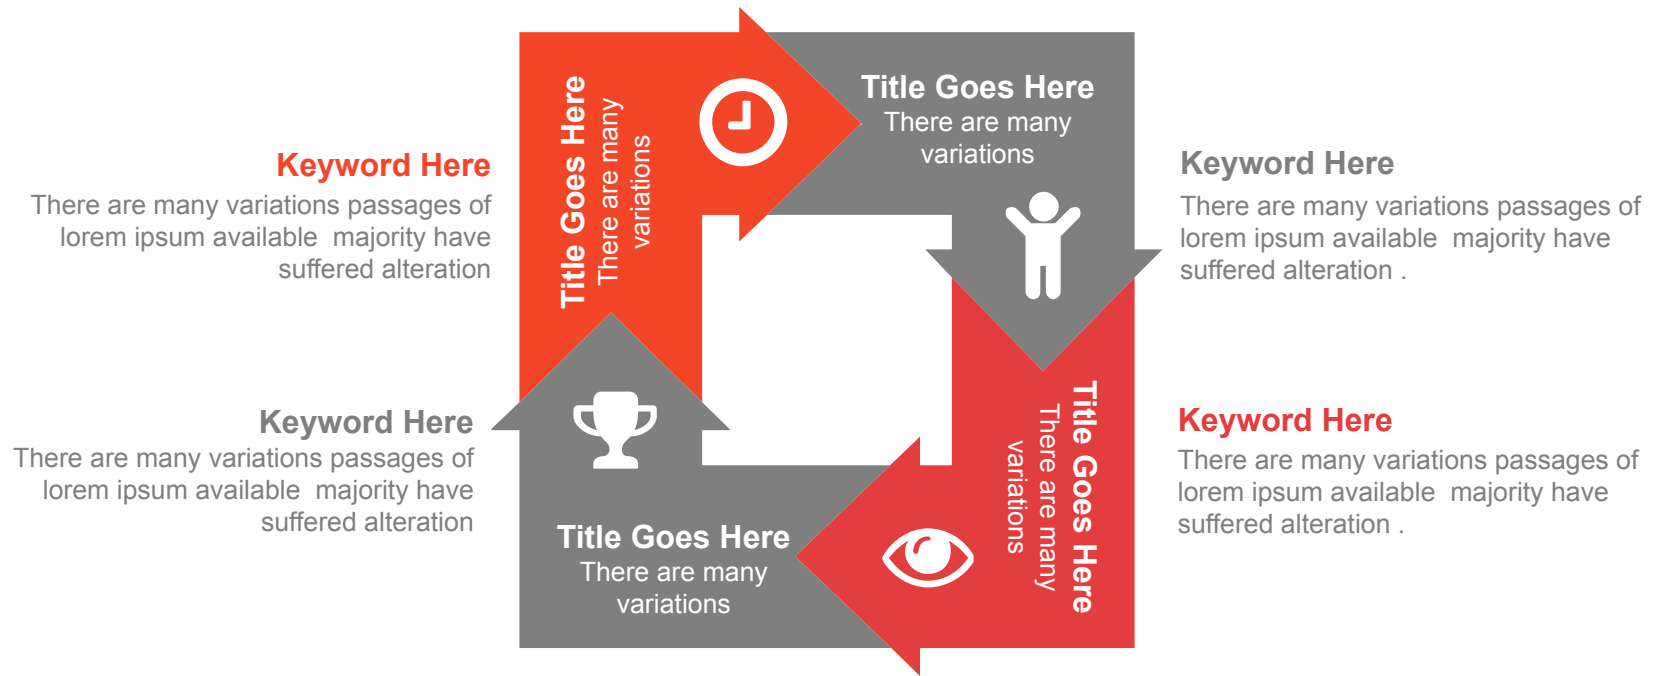 Title Goes Here
There are many
variations
Title Goes Here
There are many
variations
Keyword Here
There are many variations passages of
lorem ipsum available  majority have
suffered alteration
Keyword Here
There are many variations passages of
lorem ipsum available  majority have
suffered alteration .
Keyword Here
There are many variations passages of
lorem ipsum available  majority have
suffered alteration
Title Goes Here
There are many
variations
Title Goes Here
There are many
variations
Keyword Here
There are many variations passages of
lorem ipsum available  majority have
suffered alteration .